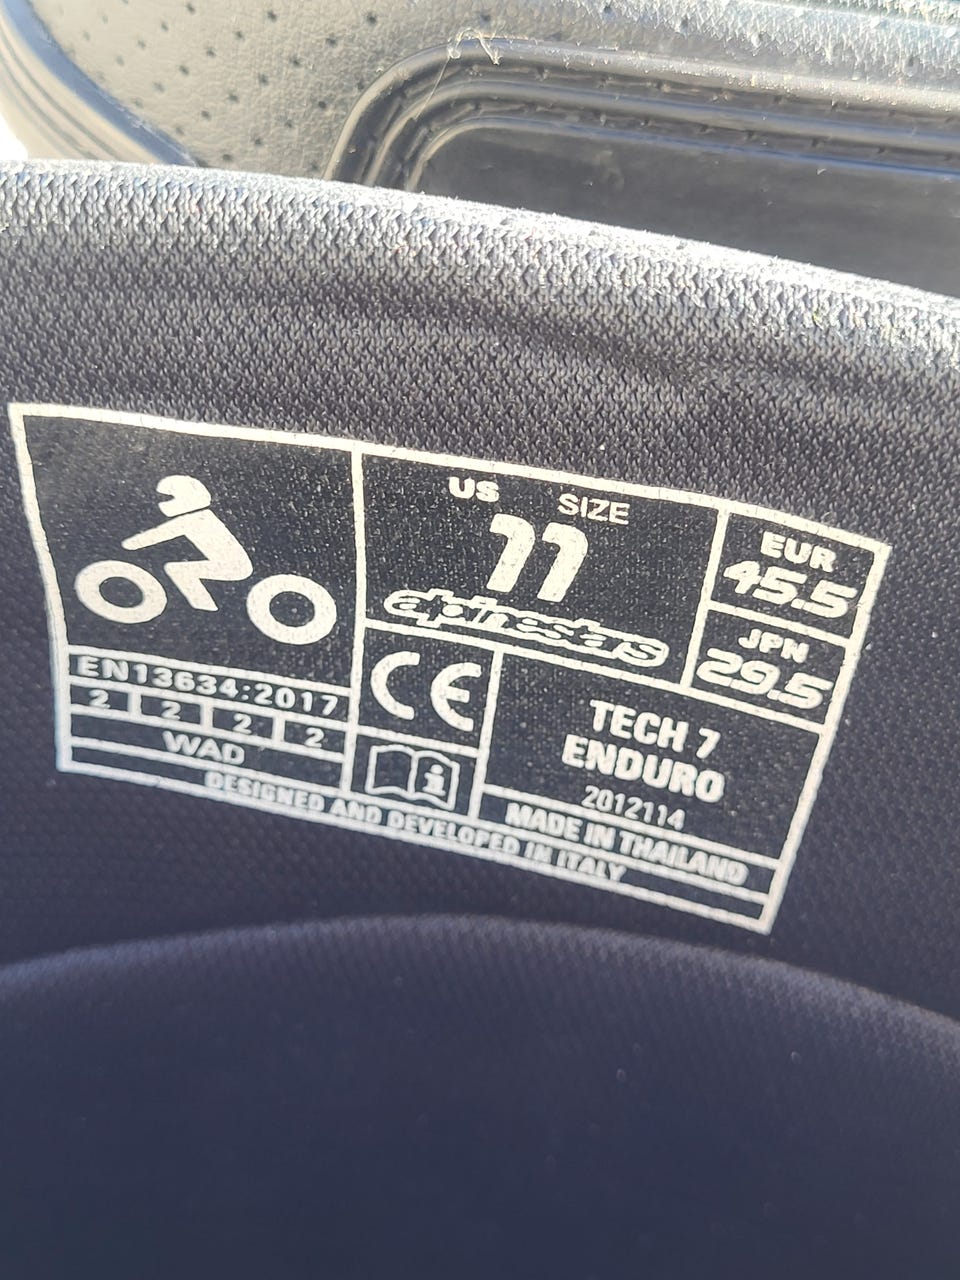 US SIZE
11
alpinestars
EUR
45.5
JPN
29.5
EN13634:2017
2 2 2 2
WAD
CE
i
TECH 7
ENDURO
2012114
MADE IN THAILAND
DESIGNED AND DEVELOPED IN ITALY